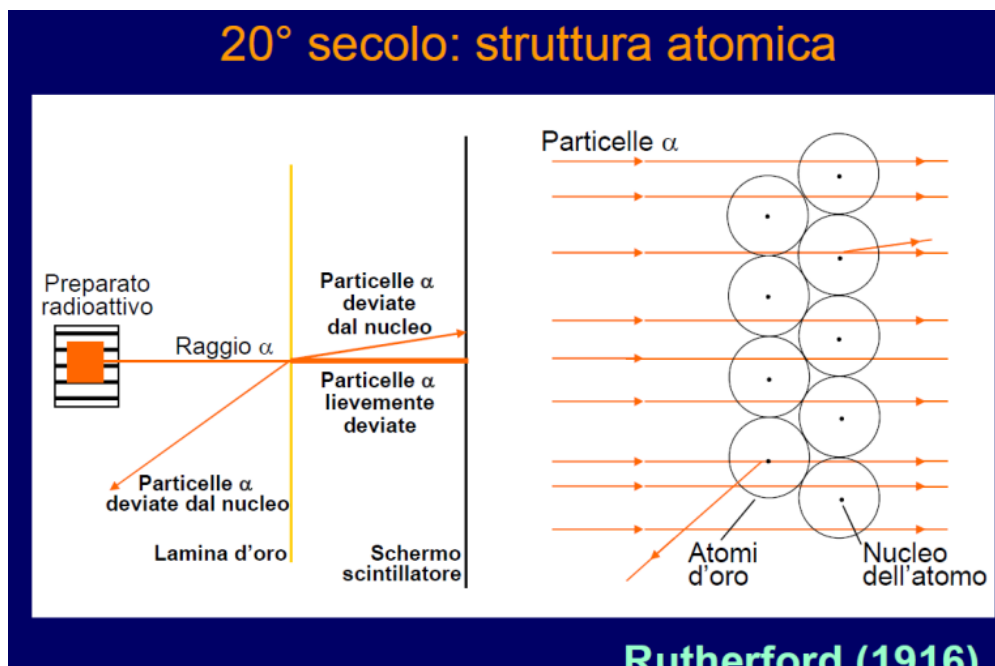 20° secolo: struttura atomica
Preparato
radioattivo
Raggio α
Particelle α
deviate
dal nucleo
Particelle α
lievemente
deviate
Particelle α
deviate dal nucleo
Lamina d'oro
Schermo
scintillatore
Particelle α
Atomi
d'oro
Nucleo
dell'atomo
Rutherford (1916)